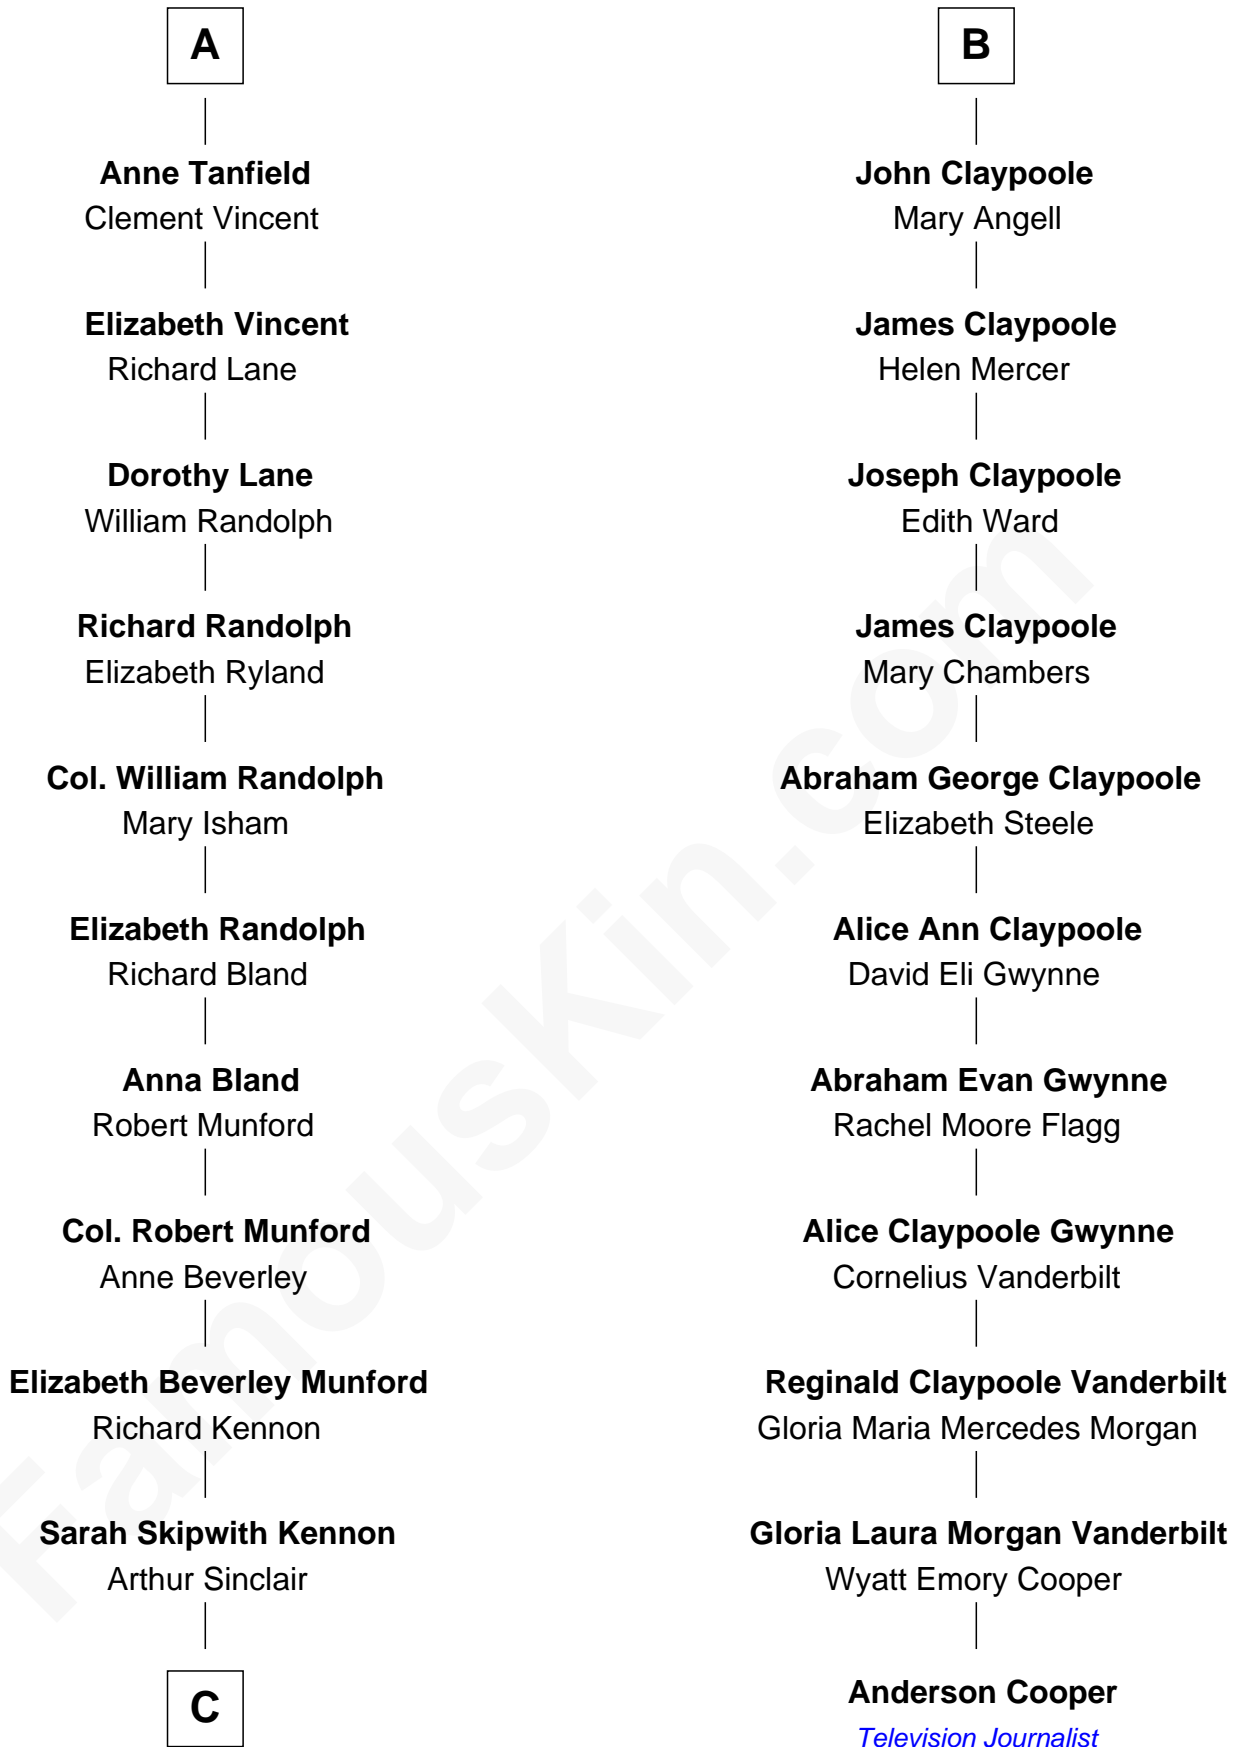 A
Anne Tanfield
Clement Vincent
Elizabeth Vincent
Richard Lane
Dorothy Lane
William Randolph
Richard Randolph
Elizabeth Ryland
Col. William Randolph
Mary Isham
Elizabeth Randolph
Richard Bland
Anna Bland
Robert Munford
Col. Robert Munford
Anne Beverley
Elizabeth Beverley Munford
Richard Kennon
Sarah Skipwith Kennon
Arthur Sinclair
C
B
John Claypoole
Mary Angell
James Claypoole
Helen Mercer
Joseph Claypoole
Edith Ward
James Claypoole
Mary Chambers
Abraham George Claypoole
Elizabeth Steele
Alice Ann Claypoole
David Eli Gwynne
Abraham Evan Gwynne
Rachel Moore Flagg
Alice Claypoole Gwynne
Cornelius Vanderbilt
Reginald Claypoole Vanderbilt
Gloria Maria Mercedes Morgan
Gloria Laura Morgan Vanderbilt
Wyatt Emory Cooper
Anderson Cooper
Television Journalist
FamousKin.com